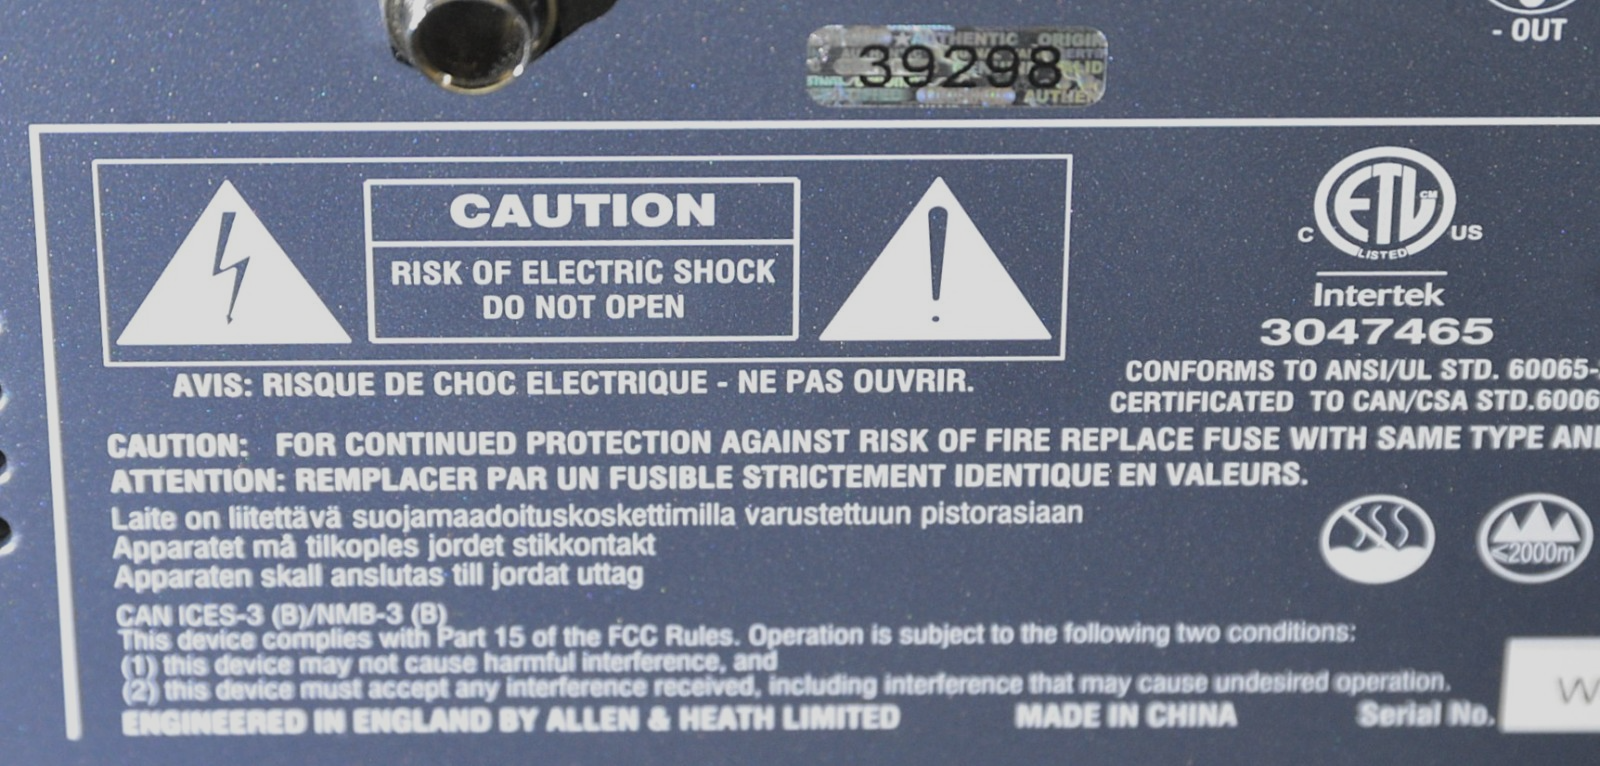 - OUT
39298
CAUTION
RISK OF ELECTRIC SHOCK
DO NOT OPEN
AVIS: RISQUE DE CHOC ELECTRIQUE - NE PAS OUVRIR.
C ETL CM US
LISTED
Intertek
3047465
CONFORMS TO ANSI/UL STD. 60065-
CERTIFICATED TO CAN/CSA STD.6006
CAUTION: FOR CONTINUED PROTECTION AGAINST RISK OF FIRE REPLACE FUSE WITH SAME TYPE AN
ATTENTION: REMPLACER PAR UN FUSIBLE STRICTEMENT IDENTIQUE EN VALEURS.
Laite on liitettävä suojamaadoituskoskettimilla varustettuun pistorasiaan
Apparatet må tilkoples jordet stikkontakt
Apparaten skall anslutas till jordat uttag
≤2000m
CAN ICES-3 (B)/NMB-3 (B)
This device complies with Part 15 of the FCC Rules. Operation is subject to the following two conditions:
(1) this device may not cause harmful interference, and
(2) this device must accept any interference received, including interference that may cause undesired operation.
ENGINEERED IN ENGLAND BY ALLEN & HEATH LIMITED MADE IN CHINA Serial No. W